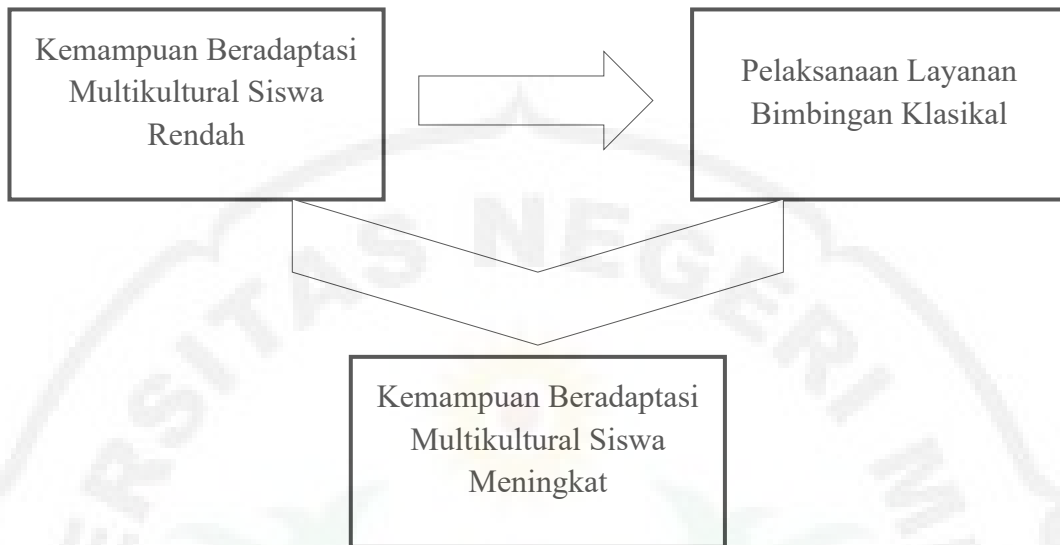 Kemampuan Beradaptasi
Multikultural Siswa
Rendah
Pelaksanaan Layanan
Bimbingan Klasikal
Kemampuan Beradaptasi
Multikultural Siswa
Meningkat